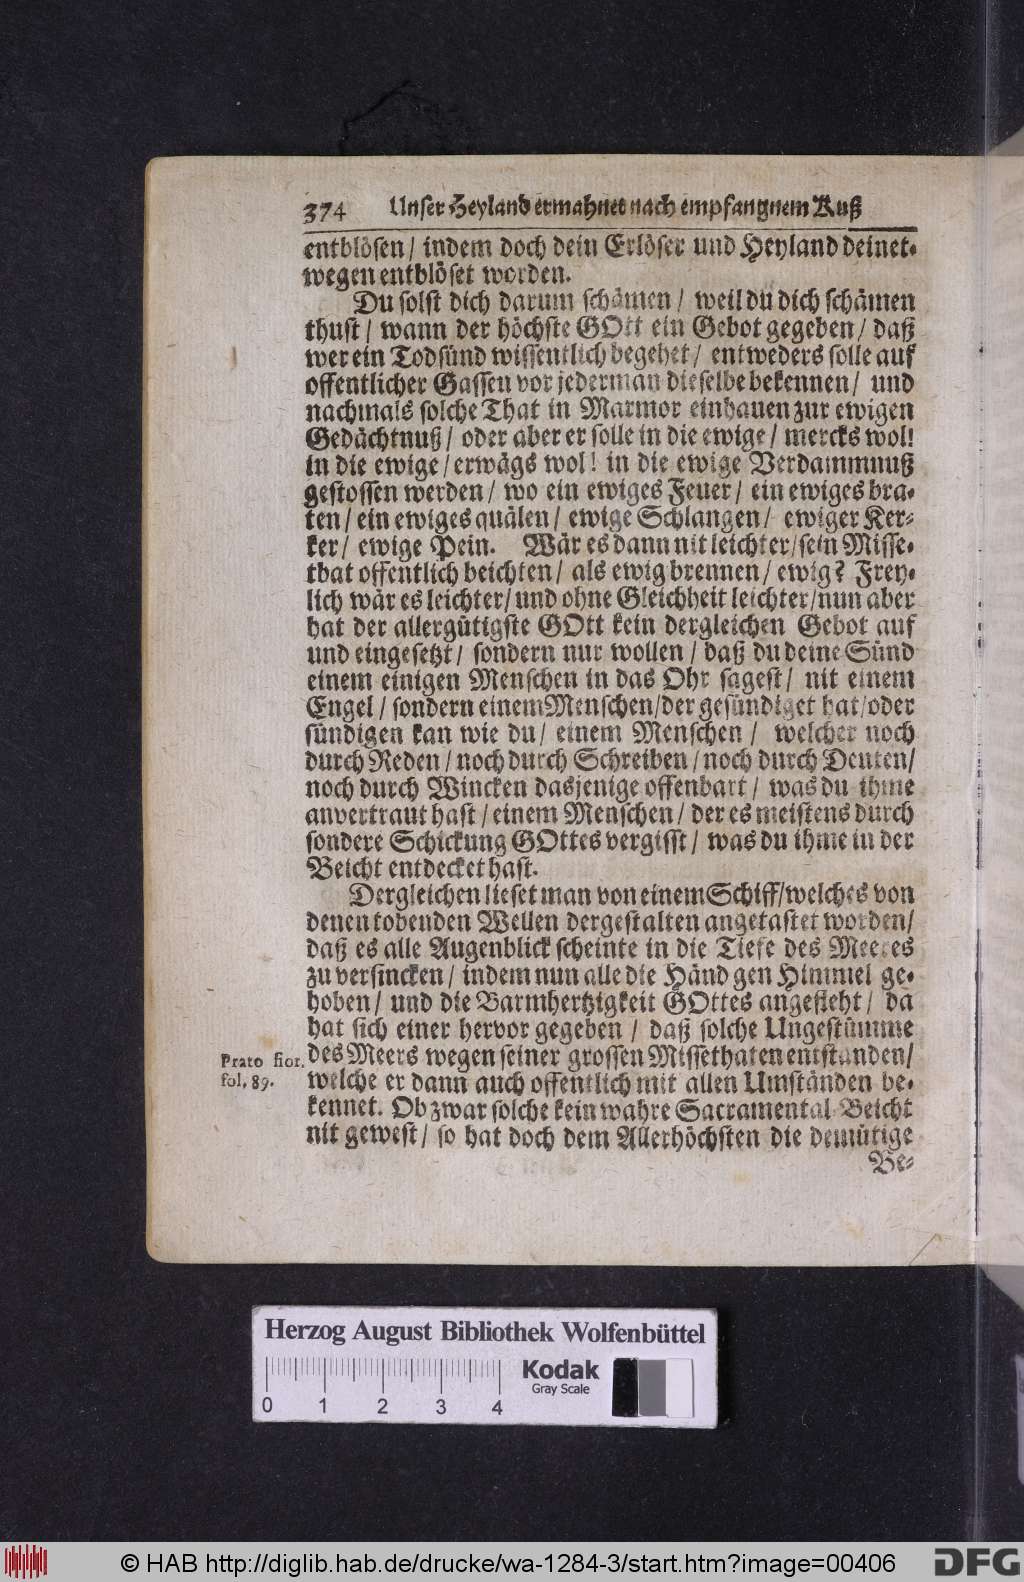 374 Unser Heyland ermahnet nach empfangnem Kuß
entblösen / indem doch dein Erlöser und Heyland deinet-
wegen entblöset worden.
Du solst dich darum schämen / weil du dich schämen
thust / wann der höchste GOtt ein Gebot gegeben / daß
wer ein Todsünd wissentlich begehet / entweders solle auf
offentlicher Gassen vor jederman dieselbe bekennen / und
nachmals solche That in Marmor einhauen zur ewigen
Gedächtnuß / oder aber er solle in die ewige / mercks wol!
in die ewige / erwägs wol! in die ewige Verdammnuß
gestossen werden / wo ein ewiges Feuer / ein ewiges bra-
ten / ein ewiges quälen / ewige Schlangen / ewiger Ker-
ker / ewige Pein. Wär es dann nit leichter / sein Misse-
that offentlich beichten / als ewig brennen / ewig? Frey-
lich wär es leichter / und ohne Gleichheit leichter / nun aber
hat der allergütigste GOtt kein dergleichen Gebot auf
und eingesetzt / sondern nur wollen / daß du deine Sünd
einem einigen Menschen in das Ohr sagest / nit einem
Engel / sondern einem Menschen / der gesündiget hat / oder
sündigen kan wie du / einem Menschen / welcher noch
durch Reden / noch durch Schreiben / noch durch Deuten /
noch durch Wincken dasjenige offenbart / was du ihme
anvertraut hast / einem Menschen / der es meistens durch
sondere Schickung GOttes vergisst / was du ihme in der
Beicht entdecket hast.
Dergleichen lieset man von einem Schiff / welches von
denen tobenden Wellen dergestalten angetastet worden /
daß es alle Augenblick scheinte in die Tiefe des Meeres
zu versincken / indem nun alle die Händ gen Himmel ge-
hoben / und die Barmhertzigkeit GOttes angefleht / da
hat sich einer hervor gegeben / daß solche Ungestümme
des Meers wegen seiner grossen Missethaten entstanden /
welche er dann auch offentlich mit allen Umständen be-
kennet. Ob zwar solche kein wahre Sacramental-Beicht
nit gewest / so hat doch dem Allerhöchsten die demütige
Be-
Prato fior.
fol. 89.
Herzog August Bibliothek Wolfenbüttel
Kodak
Gray Scale
0 1 2 3 4
© HAB http://diglib.hab.de/drucke/wa-1284-3/start.htm?image=00406
DFG